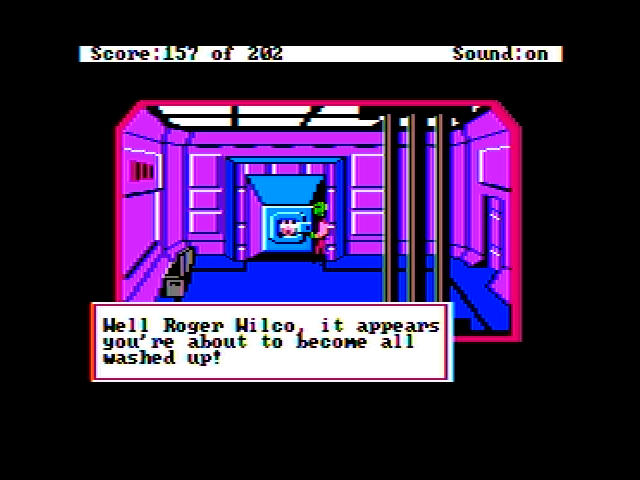 Score:157 of 202 Sound:on
Well Roger Wilco, it appears
you're about to become all
washed up!